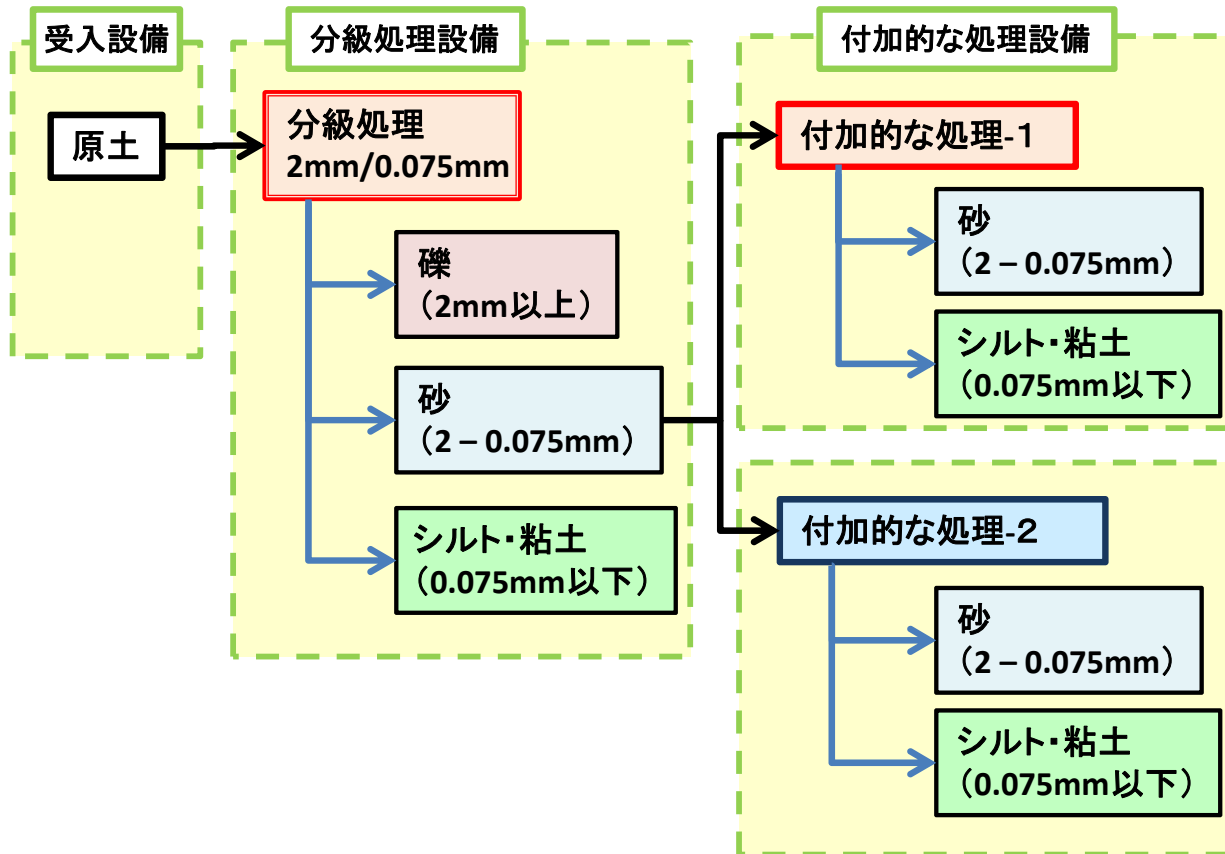 受入設備
分級処理設備
付加的な処理設備
原土
分級処理
2mm/0.075mm
礫
（2mm以上）
砂
（2 – 0.075mm）
シルト・粘土
（0.075mm以下）
付加的な処理-１
砂
（2 – 0.075mm）
シルト・粘土
（0.075mm以下）
付加的な処理-２
砂
（2 – 0.075mm）
シルト・粘土
（0.075mm以下）